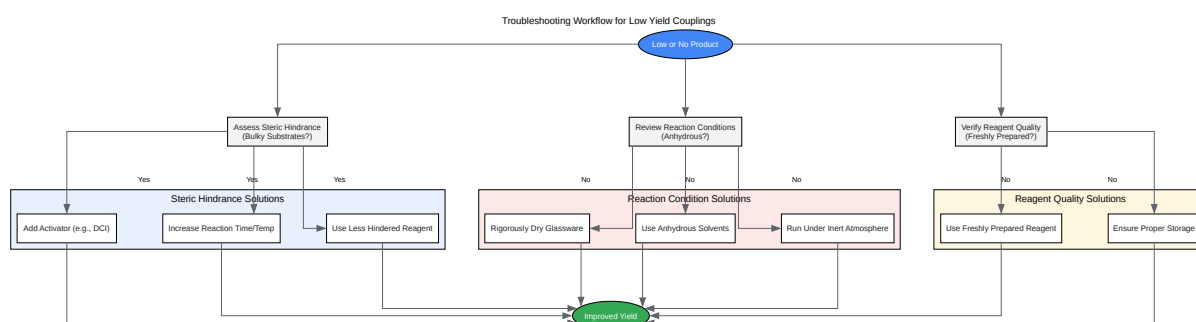 Troubleshooting Workflow for Low Yield Couplings
Low or No Product
Assess Steric Hindrance
(Bulky Substrates?)
Review Reaction Conditions
(Anhydrous?)
Verify Reagent Quality
(Freshly Prepared?)
Yes
Yes
Yes
No
No
No
No
No
Steric Hindrance Solutions
Reaction Condition Solutions
Reagent Quality Solutions
Add Activator (e.g., DCI)
Increase Reaction Time/Temp
Use Less Hindered Reagent
Rigorously Dry Glassware
Use Anhydrous Solvents
Run Under Inert Atmosphere
Use Freshly Prepared Reagent
Ensure Proper Storage
Improved Yield